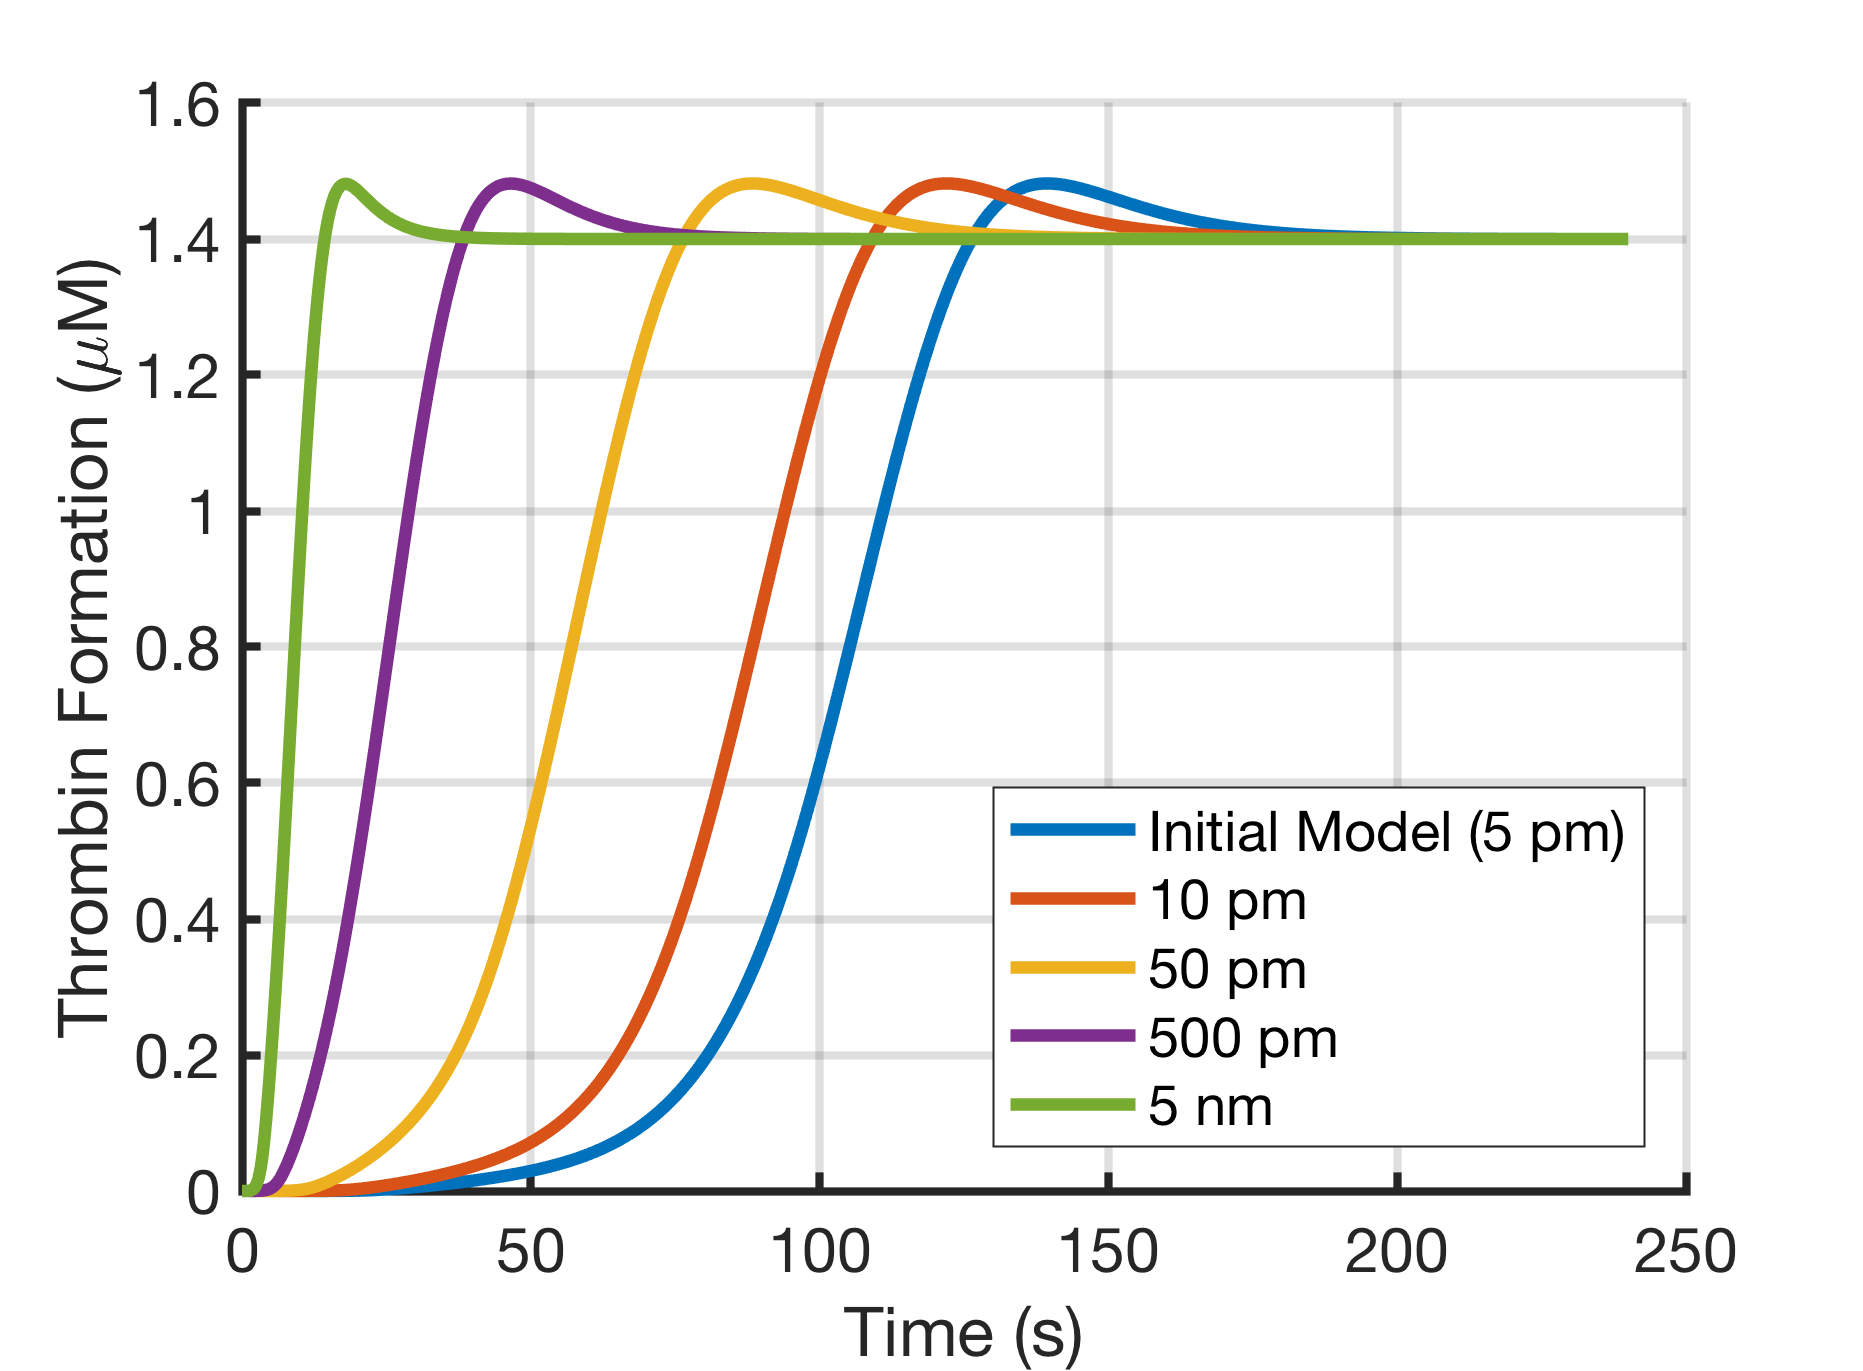 1.6
1.4
1.2
1
0.8
0.6
0.4
0.2
0
Thrombin Formation (μM)
0 50 100 150 200 250
Time (s)
Initial Model (5 pm)
10 pm
50 pm
500 pm
5 nm